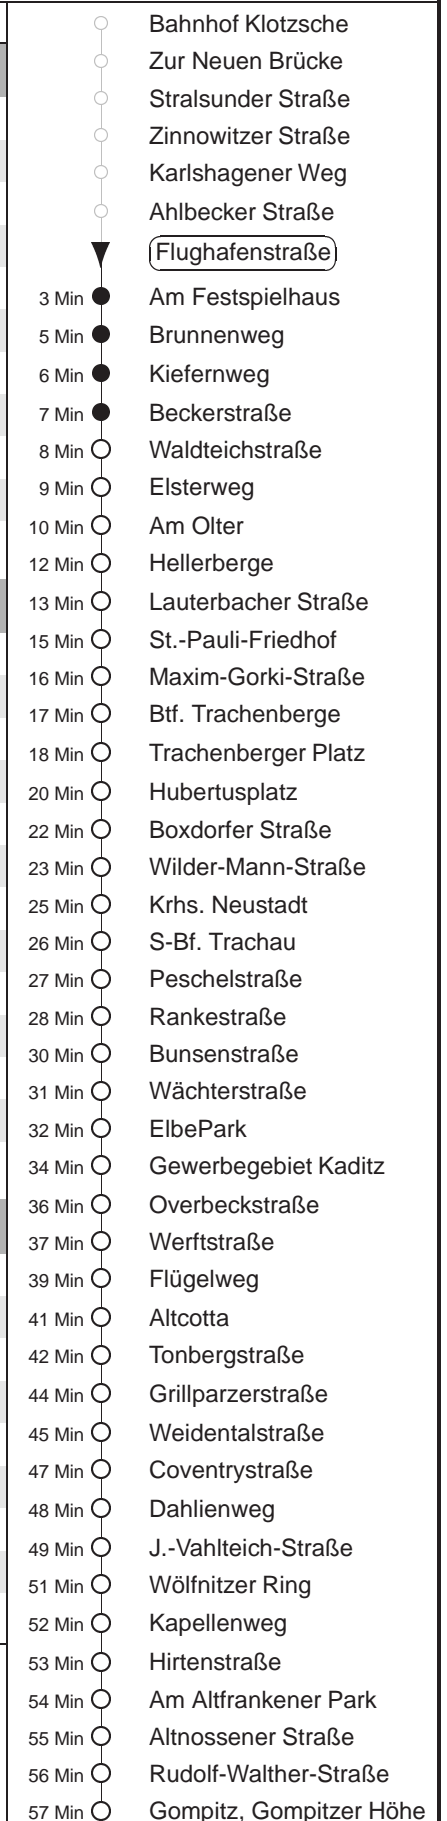 Bahnhof Klotzsche
Zur Neuen Brücke
Stralsunder Straße
Zinnowitzer Straße
Karlshagener Weg
Ahlbecker Straße
Flughafenstraße
3 Min Am Festspielhaus
5 Min Brunnenweg
6 Min Kiefernweg
7 Min Beckerstraße
8 Min Waldteichstraße
9 Min Elsterweg
10 Min Am Olter
12 Min Hellerberge
13 Min Lauterbacher Straße
15 Min St.-Pauli-Friedhof
16 Min Maxim-Gorki-Straße
17 Min Btf. Trachenberge
18 Min Trachenberger Platz
20 Min Hubertusplatz
22 Min Boxdorfer Straße
23 Min Wilder-Mann-Straße
25 Min Krhs. Neustadt
26 Min S-Bf. Trachau
27 Min Peschelstraße
28 Min Rankestraße
30 Min Bunsenstraße
31 Min Wächterstraße
32 Min ElbePark
34 Min Gewerbegebiet Kaditz
36 Min Overbeckstraße
37 Min Werftstraße
39 Min Flügelweg
41 Min Altcotta
42 Min Tonbergstraße
44 Min Grillparzerstraße
45 Min Weidentalstraße
47 Min Coventrystraße
48 Min Dahlienweg
49 Min J.-Vahlteich-Straße
51 Min Wölfnitzer Ring
52 Min Kapellenweg
53 Min Hirtenstraße
54 Min Am Altfrankener Park
55 Min Altnossener Straße
56 Min Rudolf-Walther-Straße
57 Min Gompitz, Gompitzer Höhe